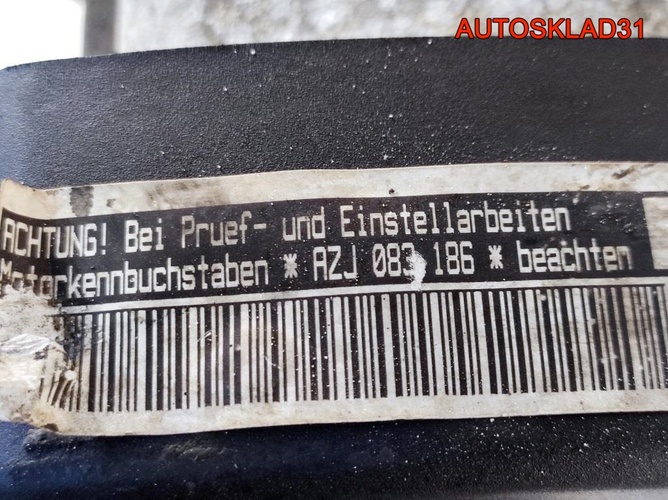 AUTOSKLAD31
ACHTUNG! Bei Pruef- und Einstellarbeiten
Motorkennbuchstaben * AZJ 083 186 * beachten